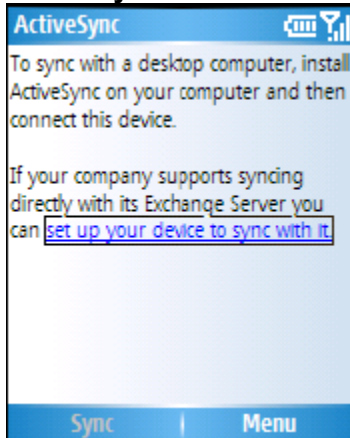 ActiveSync
To sync with a desktop computer, install
ActiveSync on your computer and then
connect this device.
If your company supports syncing
directly with its Exchange Server you
can set up your device to sync with it.
Sync Menu